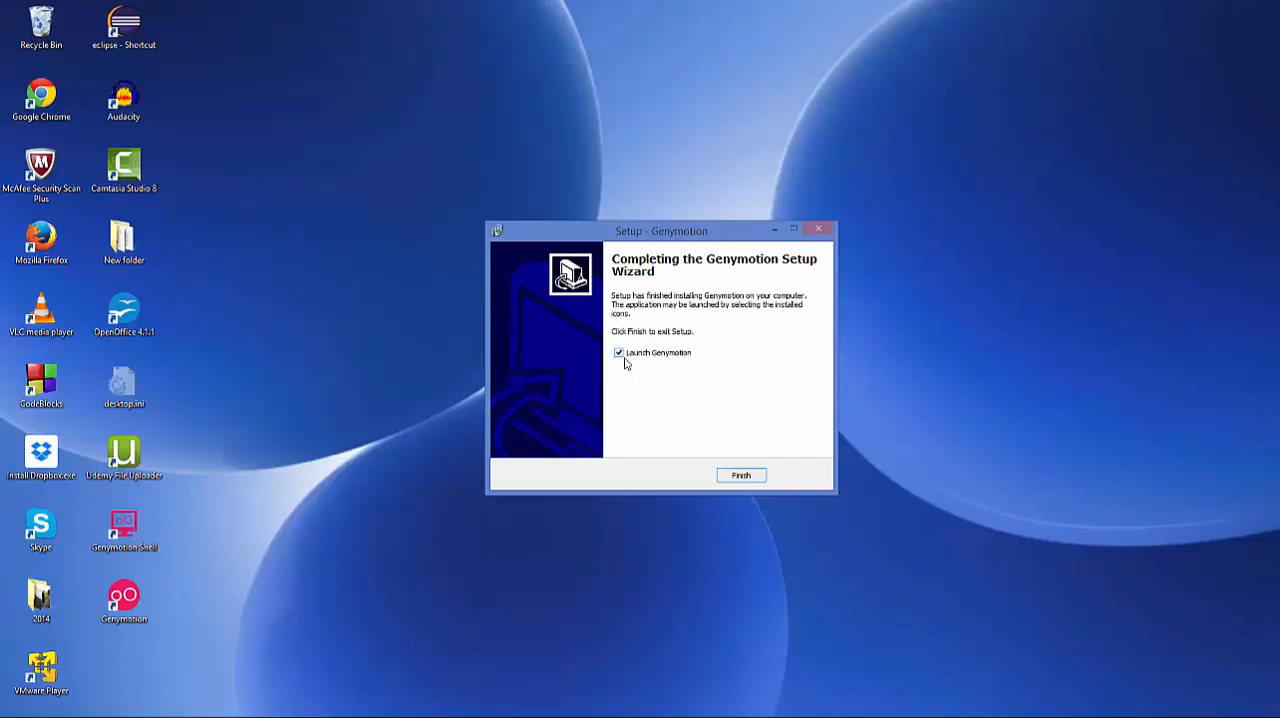 Recycle Bin
eclipse - Shortcut
Google Chrome
Audacity
McAfee Security Scan
Plus
Camtasia Studio 8
Mozilla Firefox
New folder
VLC media player
OpenOffice 4.1.1
CodeBlocks
desktop.ini
Install Dropbox.exe
Udemy File Uploader
Skype
Genymotion Shell
2014
Genymotion
VMware Player
Setup - Genymotion
Completing the Genymotion Setup
Wizard
Setup has finished installing Genymotion on your computer.
The application may be launched by selecting the installed
icons.
Click Finish to exit Setup.
Launch Genymotion
Finish